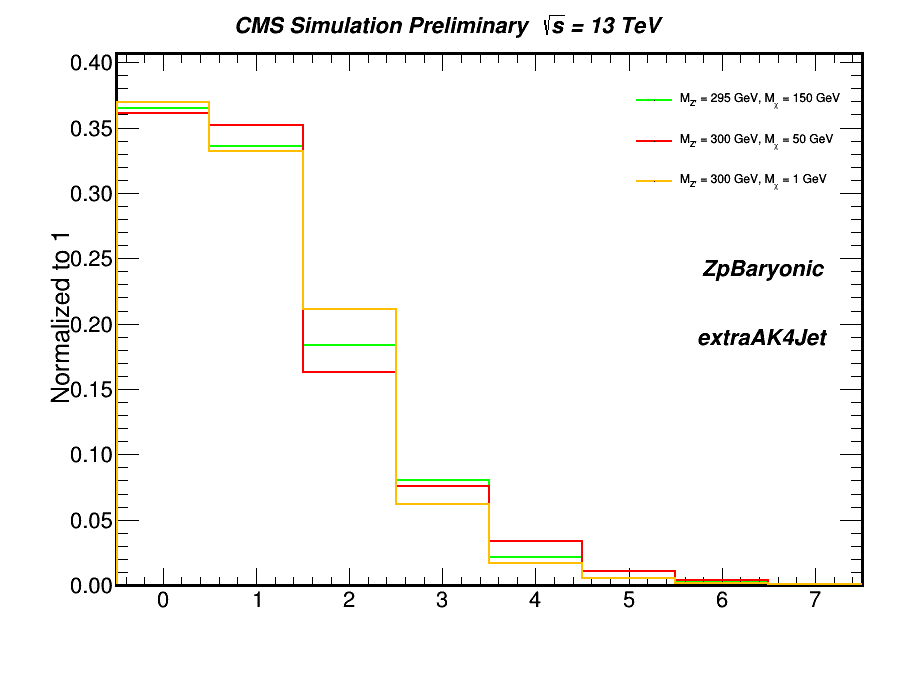 CMS Simulation Preliminary √s = 13 TeV
0.40
0.35
0.30
0.25
0.20
0.15
0.10
0.05
0.00
Normalized to 1
M_Z' = 295 GeV, M_χ = 150 GeV
M_Z' = 300 GeV, M_χ = 50 GeV
M_Z' = 300 GeV, M_χ = 1 GeV
ZpBaryonic
extraAK4Jet
0 1 2 3 4 5 6 7